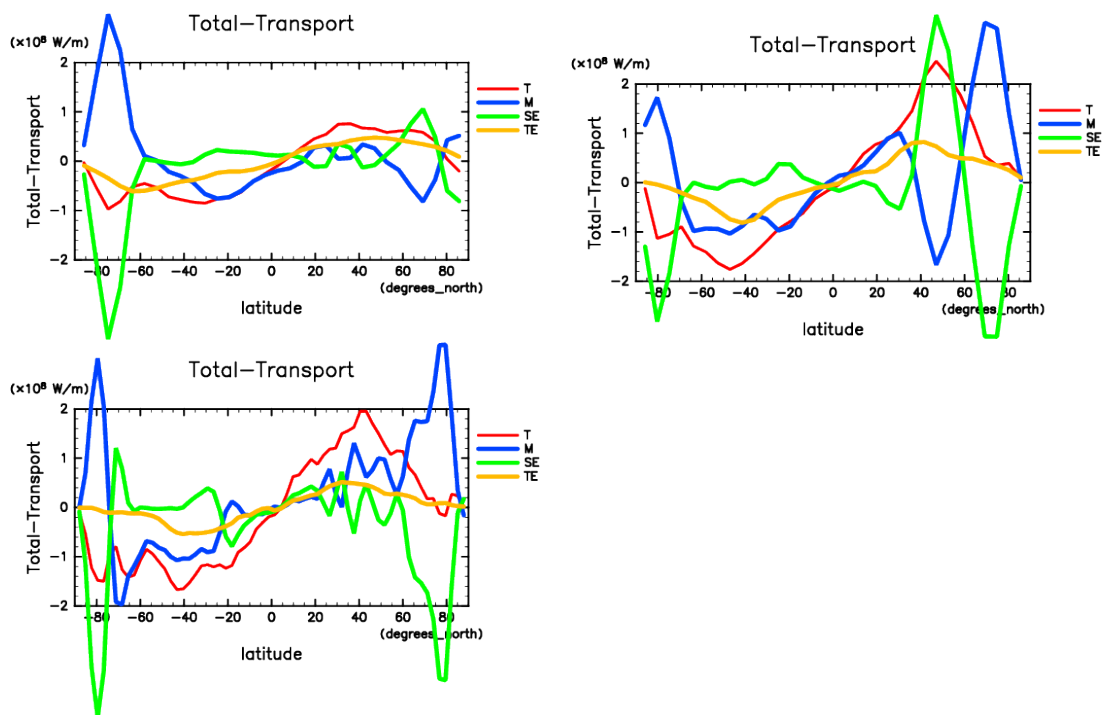 Total-Transport
(×10⁸ W/m)
Total-Transport
2
1
0
-1
-2
-80 -60 -40 -20 0 20 40 60 80
(degrees_north)
latitude
T
M
SE
TE
Total-Transport
(×10⁸ W/m)
Total-Transport
2
1
0
-1
-2
-80 -60 -40 -20 0 20 40 60 80
(degrees_north)
latitude
T
M
SE
TE
Total-Transport
(×10⁸ W/m)
Total-Transport
2
1
0
-1
-2
-80 -60 -40 -20 0 20 40 60 80
(degrees_north)
latitude
T
M
SE
TE